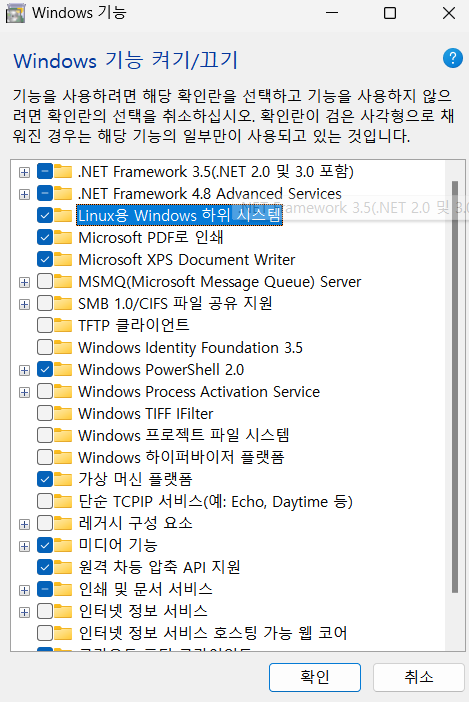 Windows 기능
Windows 기능 켜기/끄기
?
기능을 사용하려면 해당 확인란을 선택하고 기능을 사용하지 않으
려면 확인란의 선택을 취소하십시오. 확인란이 검은 사각형으로 채
워진 경우는 해당 기능의 일부만이 사용되고 있는 것입니다.
.NET Framework 3.5(.NET 2.0 및 3.0 포함)
.NET Framework 4.8 Advanced Services
Linux용 Windows 하위 시스템
Framework 3.5(.NET 2.0 및 3.0
Microsoft PDF로 인쇄
Microsoft XPS Document Writer
MSMQ(Microsoft Message Queue) Server
SMB 1.0/CIFS 파일 공유 지원
TFTP 클라이언트
Windows Identity Foundation 3.5
Windows PowerShell 2.0
Windows Process Activation Service
Windows TIFF IFilter
Windows 프로젝트 파일 시스템
Windows 하이퍼바이저 플랫폼
가상 머신 플랫폼
단순 TCPIP 서비스(예: Echo, Daytime 등)
레거시 구성 요소
미디어 기능
원격 차등 압축 API 지원
인쇄 및 문서 서비스
인터넷 정보 서비스
인터넷 정보 서비스 호스팅 가능 웹 코어
확인
취소